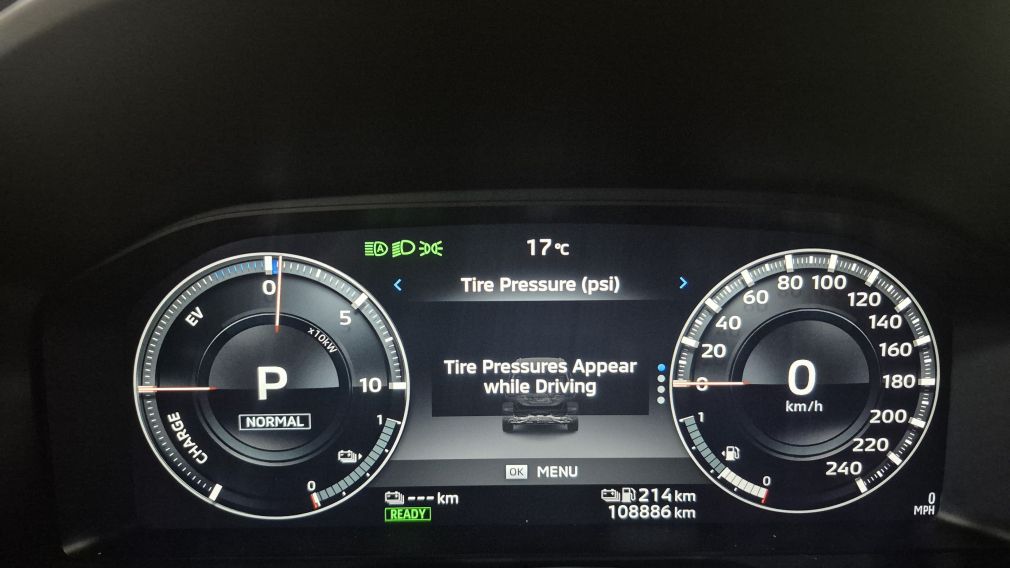 17°C
Tire Pressure (psi)
Tire Pressures Appear
while Driving
OK MENU
--- km
READY
214 km
108886 km
0
5
10
x10kW
EV
CHARGE
P
NORMAL
1
0
0
20
40
60
80
100
120
140
160
180
200
220
240
0
km/h
1
0
0
MPH
A